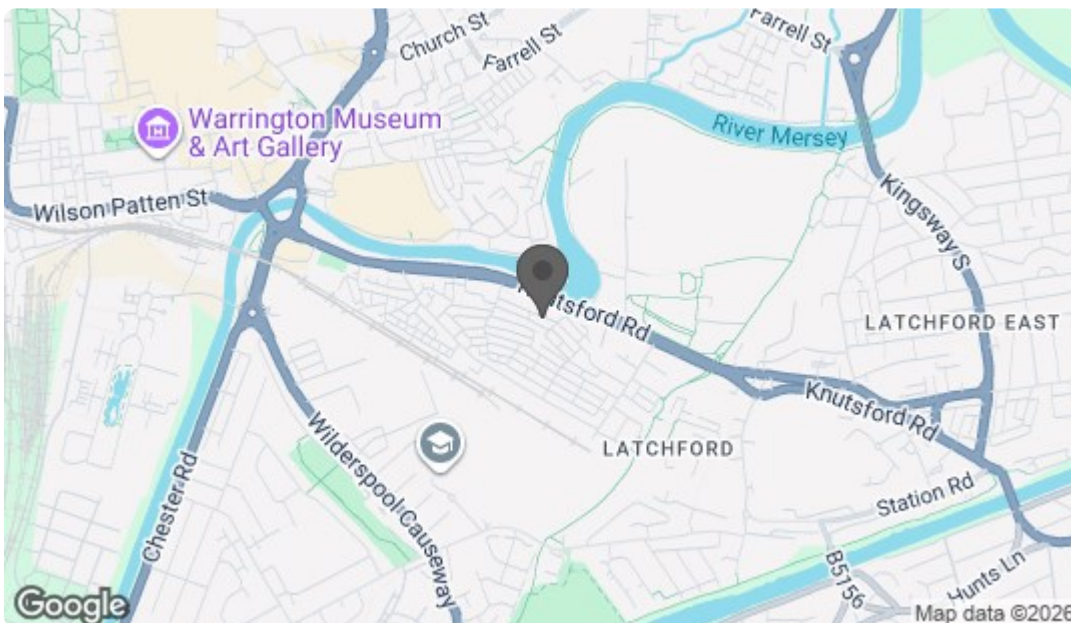 Church St
Farrell St
Farrell St
Warrington Museum
& Art Gallery
River Mersey
Wilson Patten St
Kingsway S
Knutsford Rd
LATCHFORD EAST
Knutsford Rd
LATCHFORD
Chester Rd
Wilderspool Causeway
Station Rd
B5156
Hunts Ln
Google
Map data ©2026